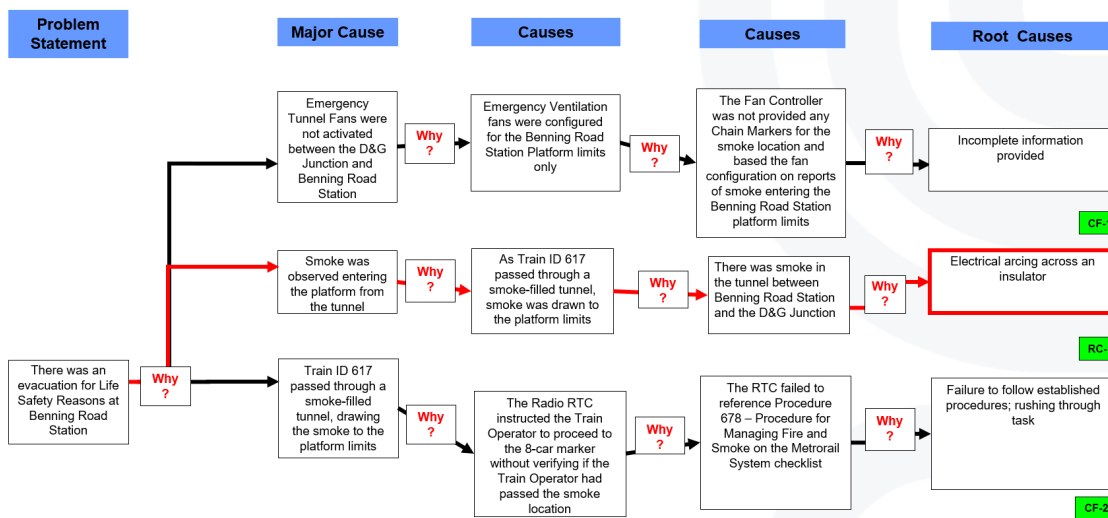 Problem
Statement
Major Cause
Causes
Causes
Root Causes
Emergency
Tunnel Fans were
not activated
between the D&G
Junction and
Benning Road
Station
Why
?
Emergency Ventilation
fans were configured
for the Benning Road
Station Platform limits
only
Why
?
The Fan Controller
was not provided any
Chain Markers for the
smoke location and
based the fan
configuration on reports
of smoke entering the
Benning Road Station
platform limits
Why
?
Incomplete information
provided
Smoke was
observed entering
the platform from
the tunnel
Why
?
As Train ID 617
passed through a
smoke-filled tunnel,
smoke was drawn to
the platform limits
Why
?
There was smoke in
the tunnel between
Benning Road Station
and the D&G Junction
Why
?
Electrical arcing across an
insulator
There was an
evacuation for Life
Safety Reasons at
Benning Road
Station
Why
?
Train ID 617
passed through a
smoke-filled tunnel,
drawing the smoke to
the platform limits
Why
?
The Radio RTC
instructed the Train
Operator to proceed to
the 8-car marker
without verifying if the
Train Operator had
passed the smoke
location
Why
?
The RTC failed to
reference Procedure
678 – Procedure for
Managing Fire and
Smoke on the Metrorail
System checklist
Why
?
Failure to follow established
procedures; rushing through
task
CF-2